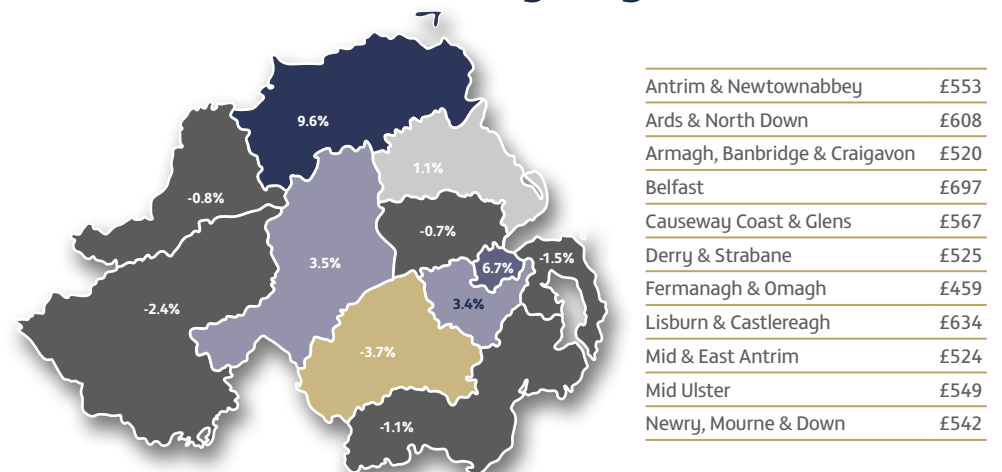 9.6%
1.1%
-0.8%
-0.7%
3.5%
6.7%
-1.5%
-2.4%
3.4%
-3.7%
-1.1%
Antrim & Newtownabbey £553
Ards & North Down £608
Armagh, Banbridge & Craigavon £520
Belfast £697
Causeway Coast & Glens £567
Derry & Strabane £525
Fermanagh & Omagh £459
Lisburn & Castlereagh £634
Mid & East Antrim £524
Mid Ulster £549
Newry, Mourne & Down £542